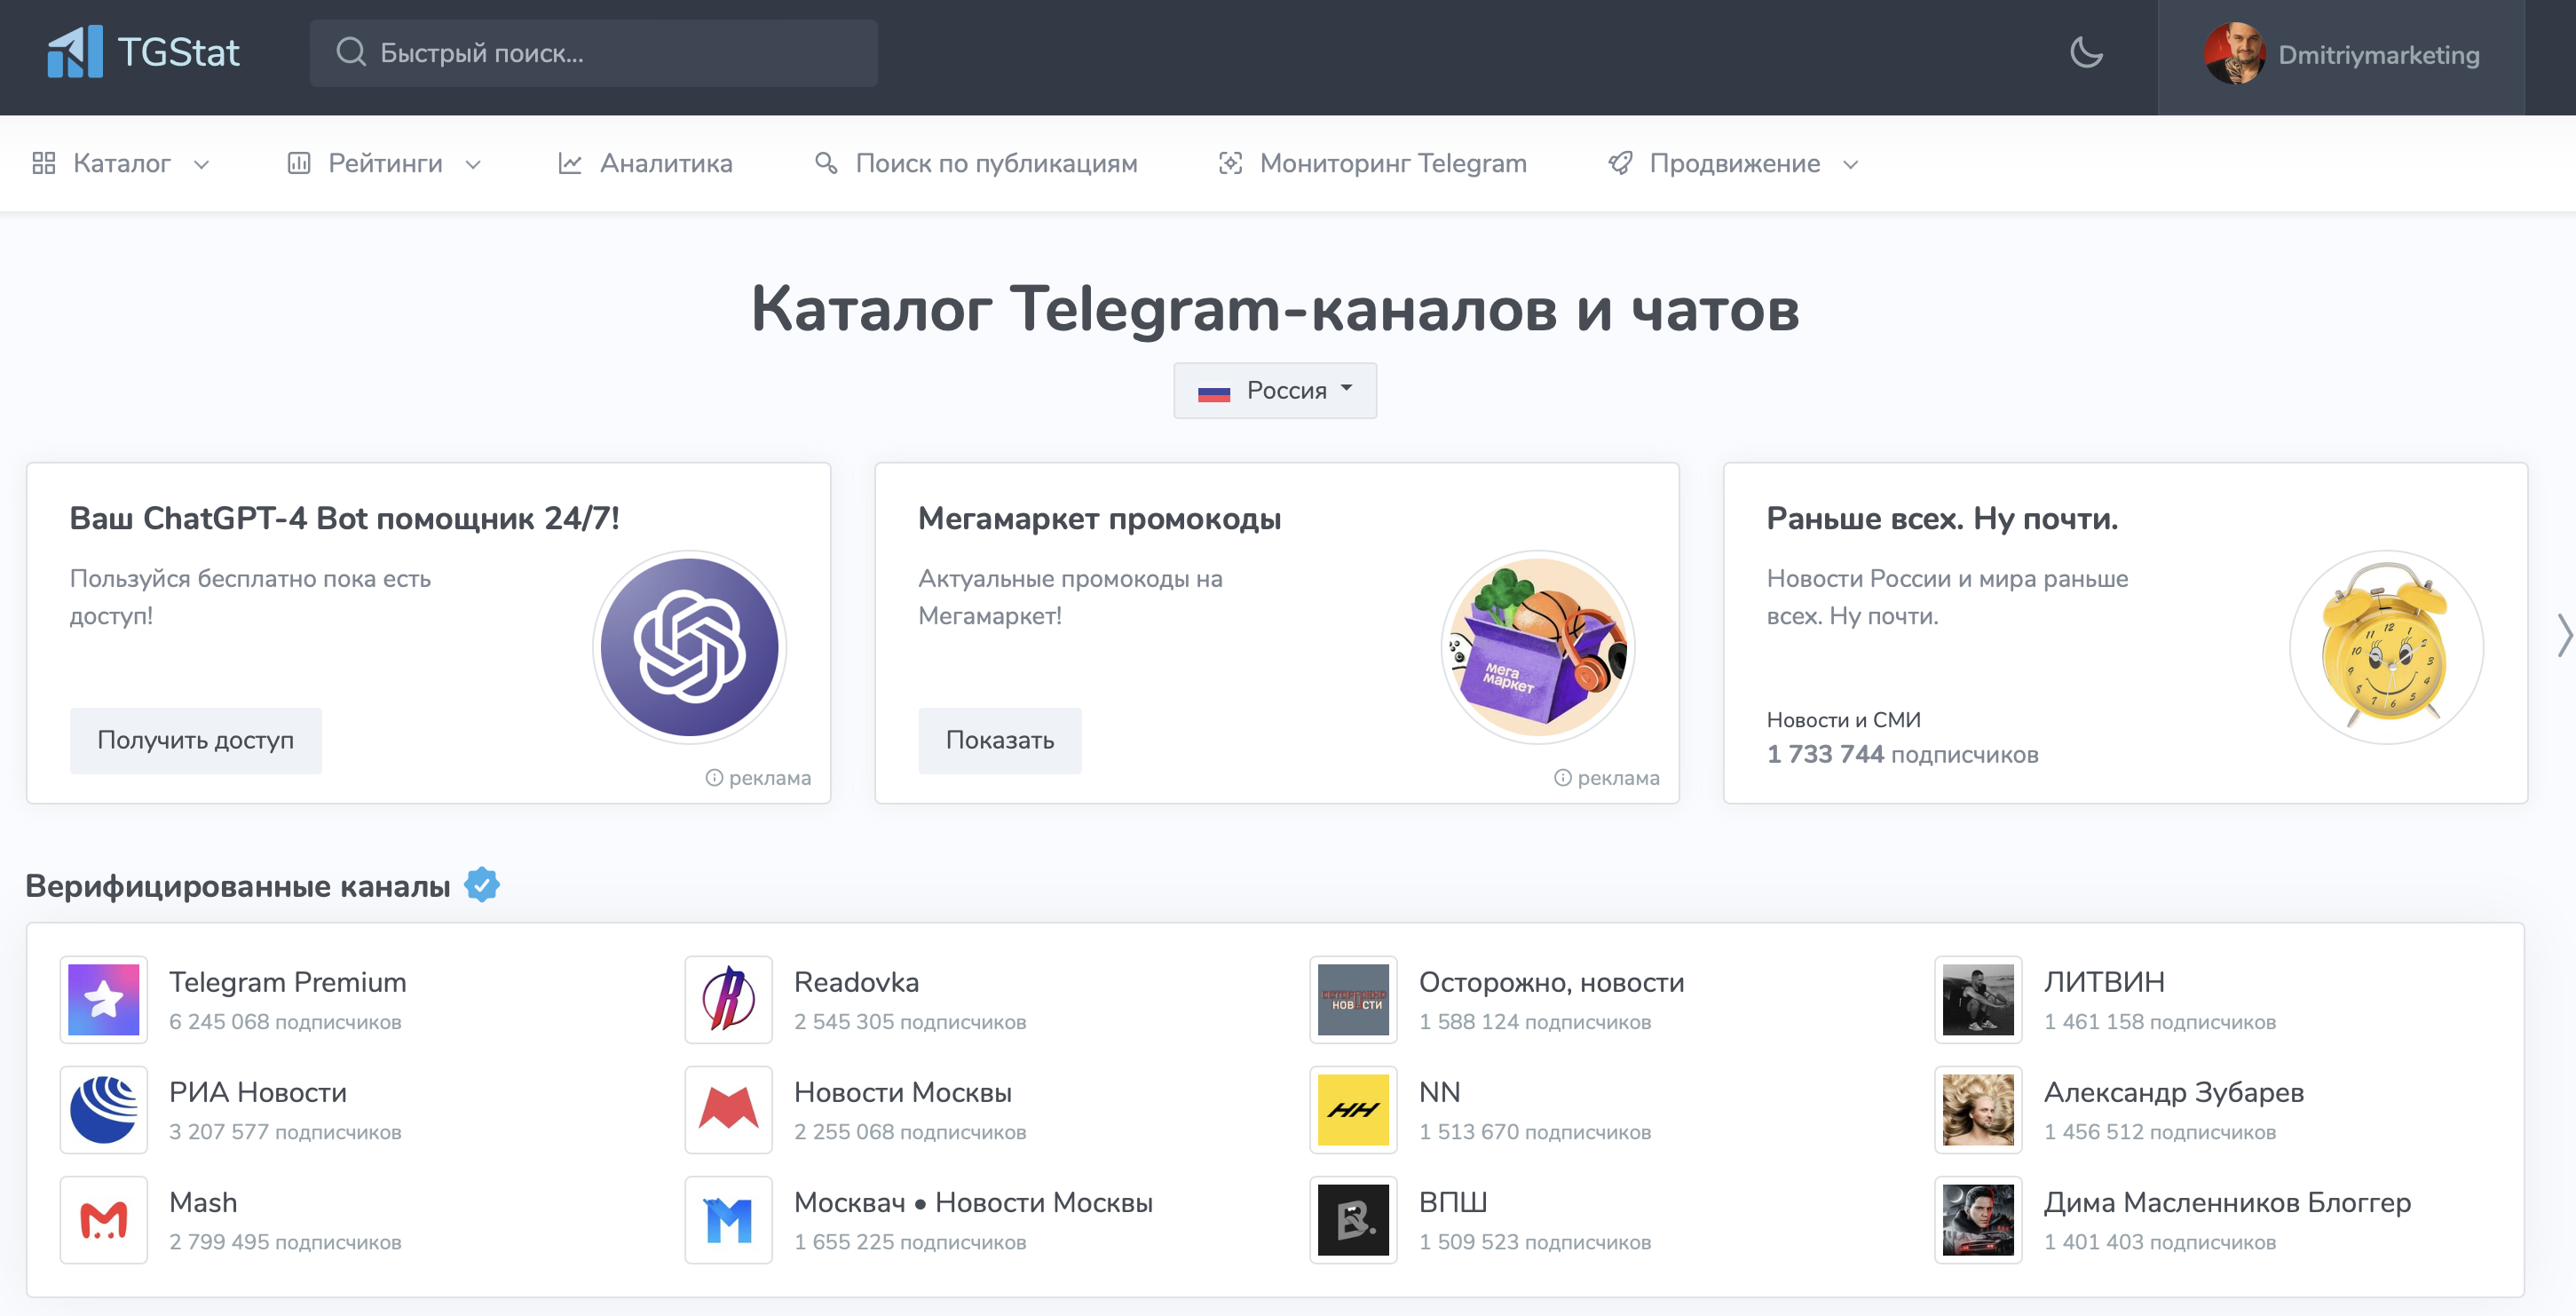 TGStat
Быстрый поиск...
Dmitriymarketing
Каталог
Рейтинги
Аналитика
Поиск по публикациям
Мониторинг Telegram
Продвижение
Каталог Telegram-каналов и чатов
Россия
Ваш ChatGPT-4 Bot помощник 24/7!
Пользуйся бесплатно пока есть
доступ!
Получить доступ
реклама
Мегамаркет промокоды
Актуальные промокоды на
Мегамаркет!
мега
маркет
Показать
реклама
Раньше всех. Ну почти.
Новости России и мира раньше
всех. Ну почти.
Новости и СМИ
1 733 744 подписчиков
Верифицированные каналы
Telegram Premium
6 245 068 подписчиков
Readovka
2 545 305 подписчиков
Осторожно, новости
1 588 124 подписчиков
ЛИТВИН
1 461 158 подписчиков
РИА Новости
3 207 577 подписчиков
Новости Москвы
2 255 068 подписчиков
NN
1 513 670 подписчиков
Александр Зубарев
1 456 512 подписчиков
Mash
2 799 495 подписчиков
Москвач • Новости Москвы
1 655 225 подписчиков
ВПШ
1 509 523 подписчиков
Дима Масленников Блоггер
1 401 403 подписчиков